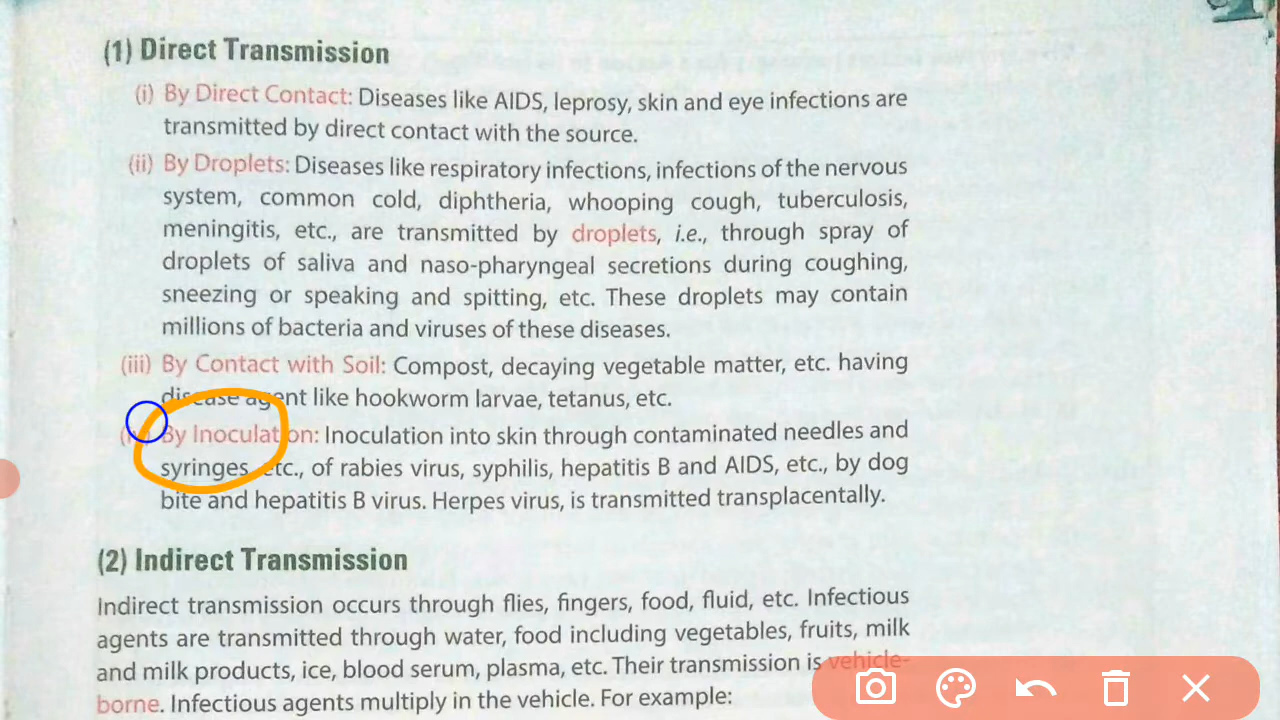 (1) Direct Transmission
(i) By Direct Contact: Diseases like AIDS, leprosy, skin and eye infections are
transmitted by direct contact with the source.
(ii) By Droplets: Diseases like respiratory infections, infections of the nervous
system, common cold, diphtheria, whooping cough, tuberculosis,
meningitis, etc., are transmitted by droplets, i.e., through spray of
droplets of saliva and naso-pharyngeal secretions during coughing,
sneezing or speaking and spitting, etc. These droplets may contain
millions of bacteria and viruses of these diseases.
(iii) By Contact with Soil: Compost, decaying vegetable matter, etc. having
disease agent like hookworm larvae, tetanus, etc.
By Inoculation: Inoculation into skin through contaminated needles and
syringes, etc., of rabies virus, syphilis, hepatitis B and AIDS, etc., by dog
bite and hepatitis B virus. Herpes virus, is transmitted transplacentally.
(2) Indirect Transmission
Indirect transmission occurs through flies, fingers, food, fluid, etc. Infectious
agents are transmitted through water, food including vegetables, fruits, milk
and milk products, ice, blood serum, plasma, etc. Their transmission is vehicle-
borne. Infectious agents multiply in the vehicle. For example: